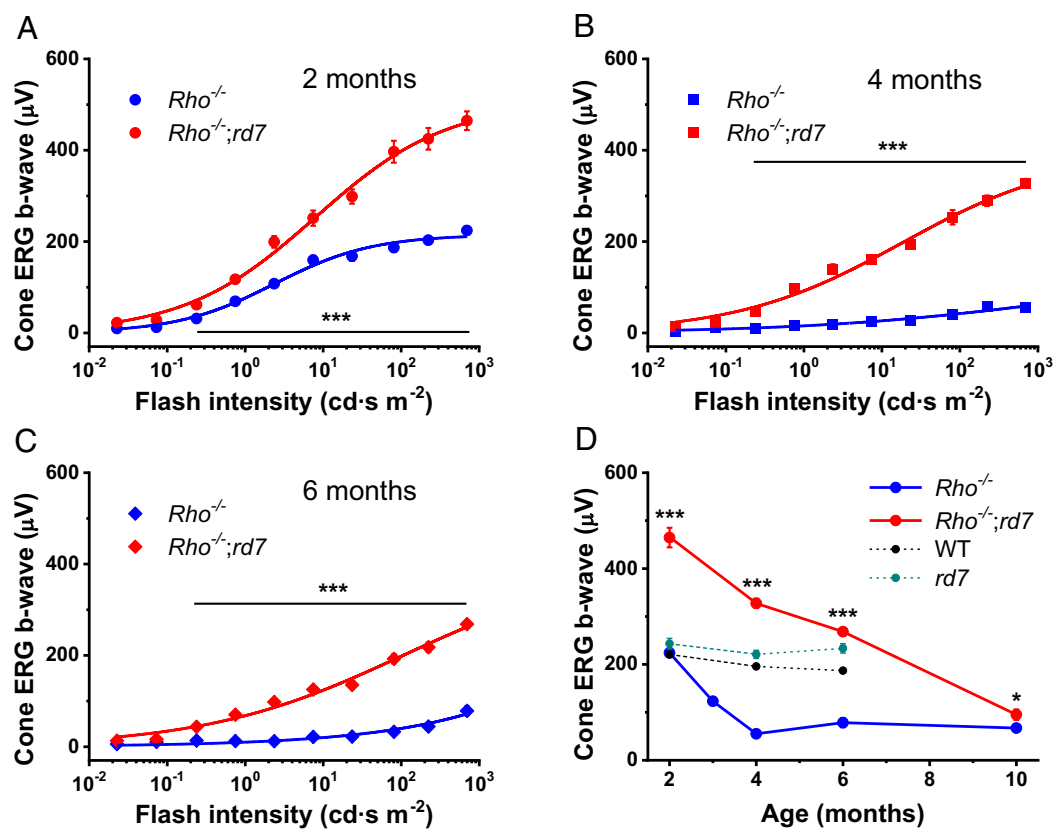 A
600
400
200
0
Cone ERG b-wave (μV)
2 months
Rho⁻/⁻
Rho⁻/⁻;rd7
***
10⁻² 10⁻¹ 10⁰ 10¹ 10² 10³
Flash intensity (cd·s m⁻²)
B
600
400
200
0
Cone ERG b-wave (μV)
4 months
Rho⁻/⁻
Rho⁻/⁻;rd7
***
10⁻² 10⁻¹ 10⁰ 10¹ 10² 10³
Flash intensity (cd·s m⁻²)
C
600
400
200
0
Cone ERG b-wave (μV)
6 months
Rho⁻/⁻
Rho⁻/⁻;rd7
***
10⁻² 10⁻¹ 10⁰ 10¹ 10² 10³
Flash intensity (cd·s m⁻²)
D
600
400
200
0
Cone ERG b-wave (μV)
Rho⁻/⁻
Rho⁻/⁻;rd7
WT
rd7
***
***
***
*
2 4 6 8 10
Age (months)